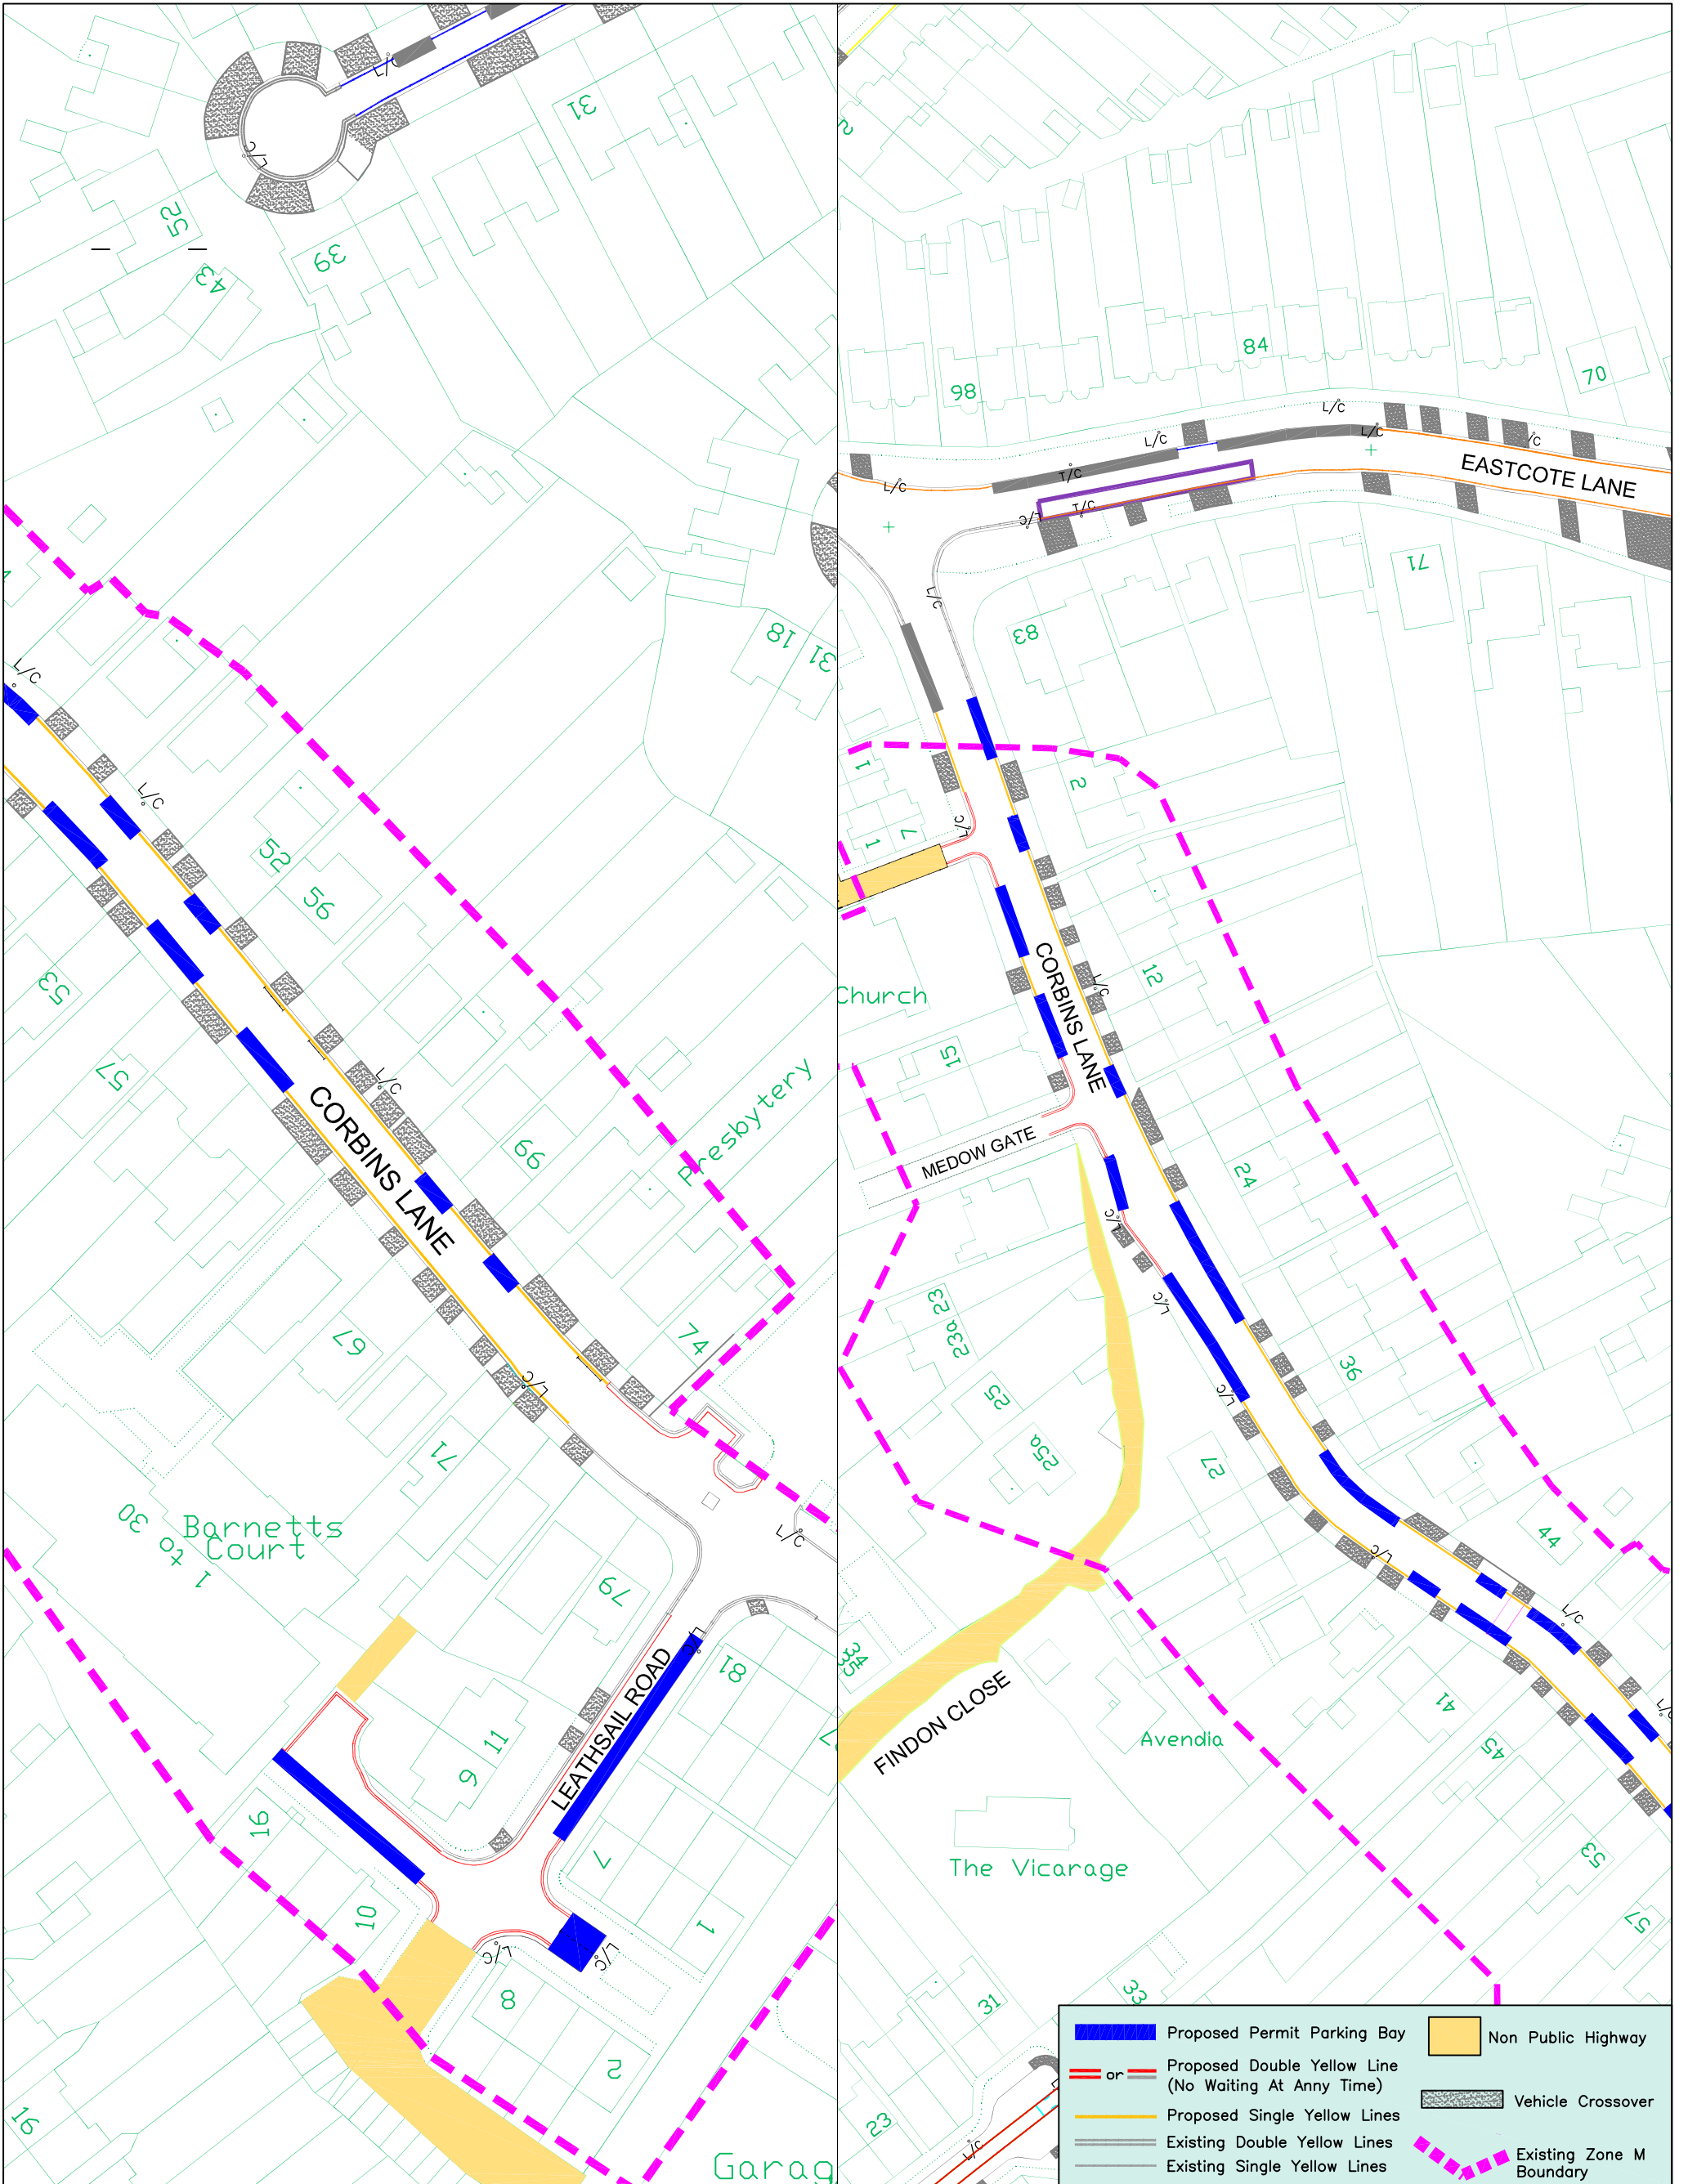 31
52
39
43
L/C
L/C
98
84
70
L/C
L/C
L/C
L/C
T/C
T/C
L/C
L/C
EASTCOTE LANE
71
83
L/C
18
31
L/C
L/C
52
56
53
57
L/C
CORBINS LANE
Presbytery
66
67
74
L/C
71
Barnetts
Court
1 to 30
79
L/C
L/C
81
LEATHSAIL ROAD
11
9
16
7
10
1
L/C
L/C
8
2
16
Garag
1
2
7
1
L/C
Church
CORBINS LANE
12
L/C
15
MEDOW GATE
24
L/C
23
23a
L/C
25
25a
L/C
36
27
44
L/C
L/C
34
35
FINDON CLOSE
41
45
Avendia
The Vicarage
53
57
31
33
23
L/C
Proposed Permit Parking Bay
Non Public Highway
or
Proposed Double Yellow Line
(No Waiting At Anny Time)
Vehicle Crossover
Proposed Single Yellow Lines
Existing Double Yellow Lines
Existing Single Yellow Lines
Existing Zone M
Boundary